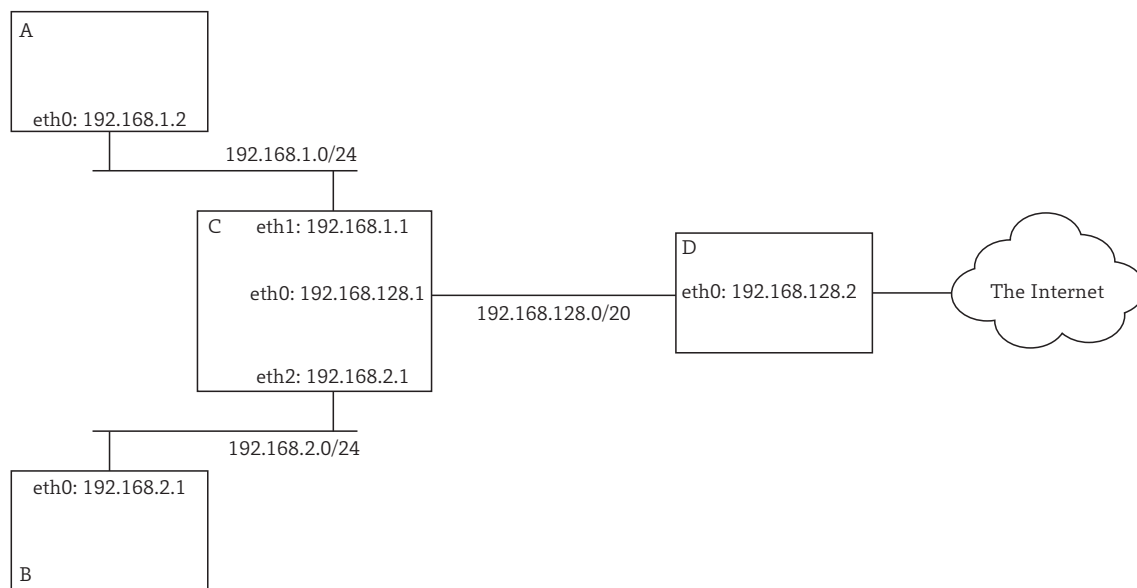 A
eth0: 192.168.1.2
192.168.1.0/24
C
eth1: 192.168.1.1
eth0: 192.168.128.1
eth2: 192.168.2.1
192.168.128.0/20
D
eth0: 192.168.128.2
The Internet
192.168.2.0/24
eth0: 192.168.2.1
B